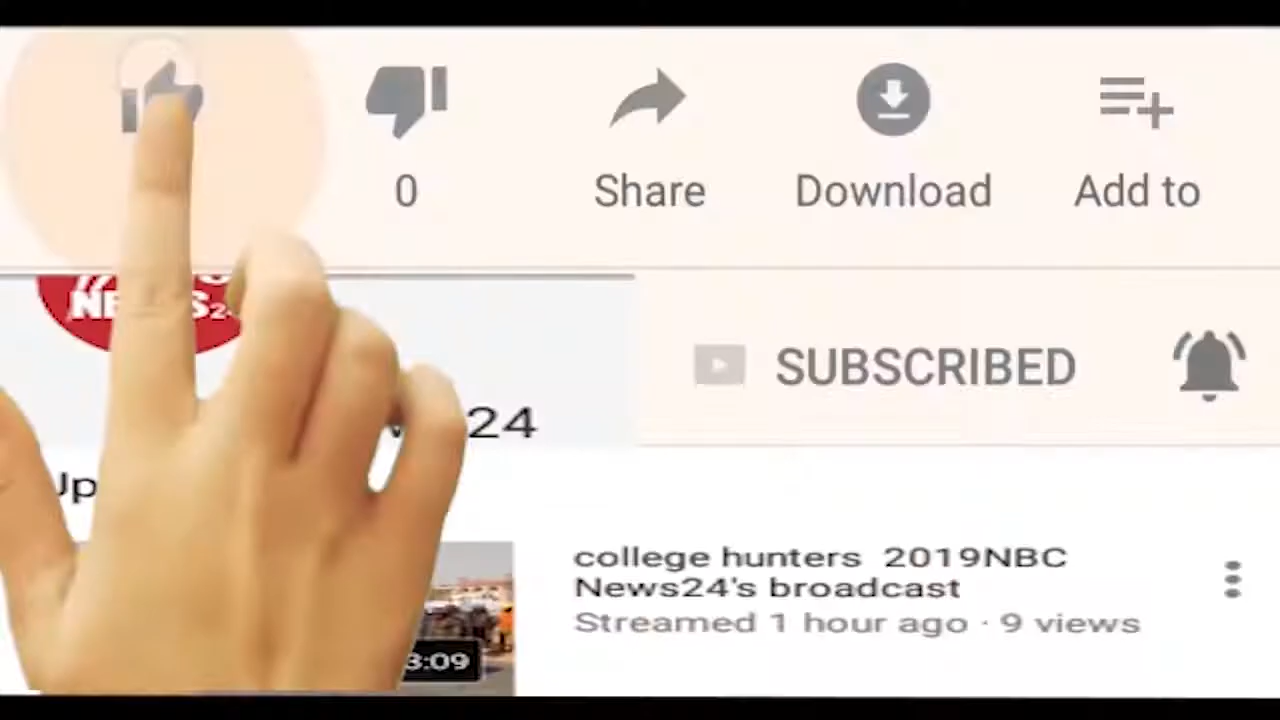 0
Share
Download
Add to
SUBSCRIBED
24
college hunters 2019NBC
News24's broadcast
Streamed 1 hour ago · 9 views
3:09